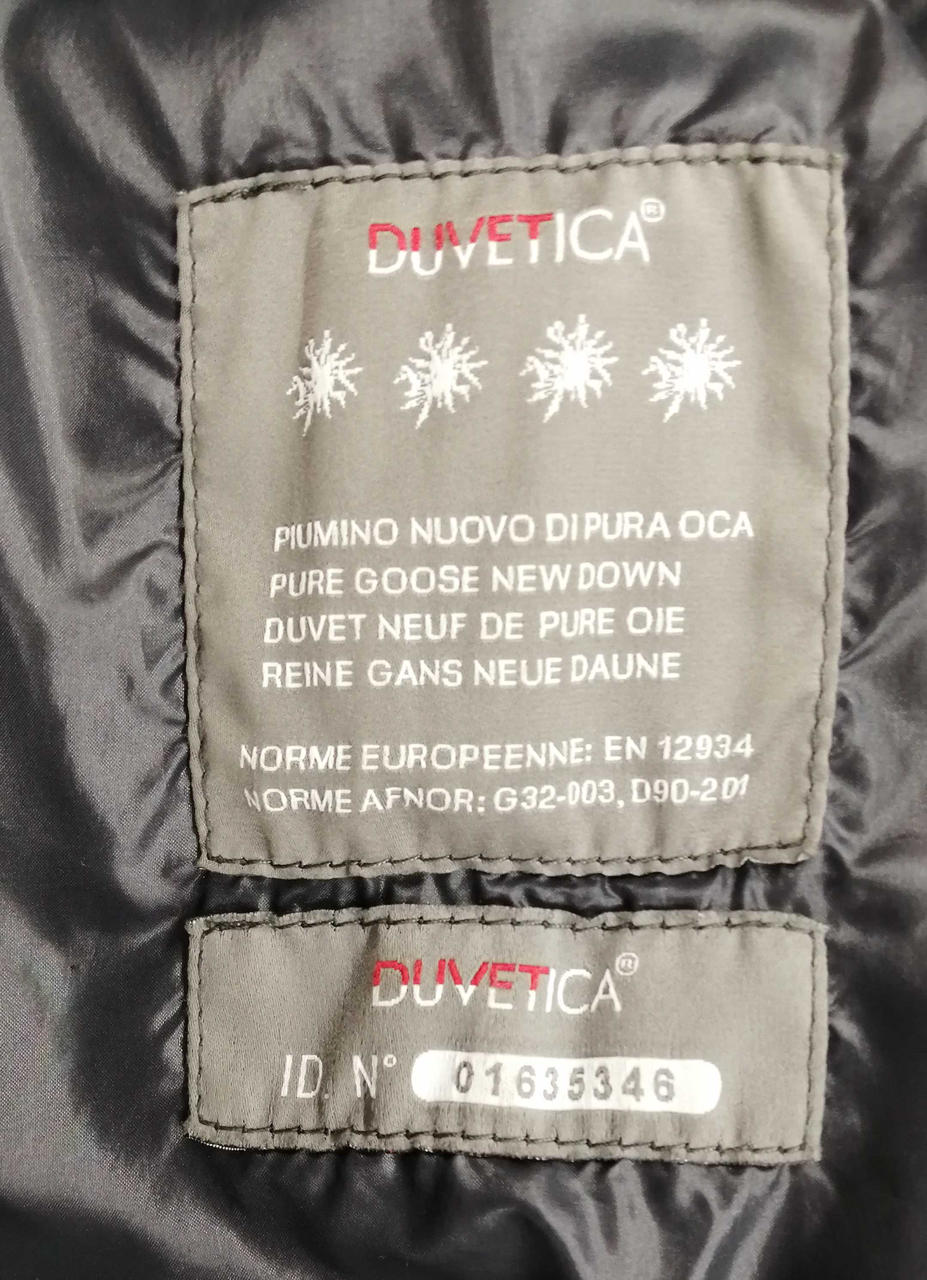 DUVETICA®
PIUMINO NUOVO DI PURA OCA
PURE GOOSE NEW DOWN
DUVET NEUF DE PURE OIE
REINE GANS NEUE DAUNE
NORME EUROPEENNE: EN 12934
NORME AFNOR: G32-003, D90-201
DUVETICA®
ID. N° 01635346